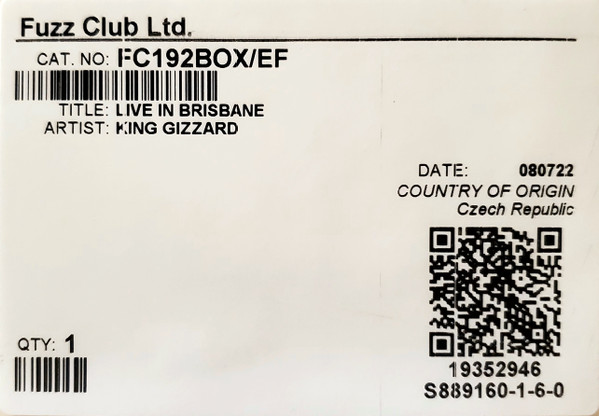 Fuzz Club Ltd.
CAT. NO: FC192BOX/EF
TITLE: LIVE IN BRISBANE
ARTIST: KING GIZZARD
DATE: 080722
COUNTRY OF ORIGIN
Czech Republic
QTY: 1
19352946
S889160-1-6-0